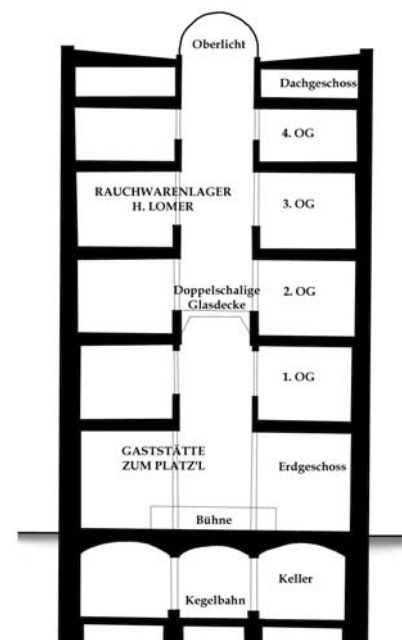 Oberlicht
Dachgeschoss
4. OG
RAUCHWARENLAGER
H. LOMER
3. OG
Doppelschalige
Glasdecke
2. OG
1. OG
GASTSTÄTTE
ZUM PLATZ'L
Erdgeschoss
Bühne
Keller
Kegelbahn